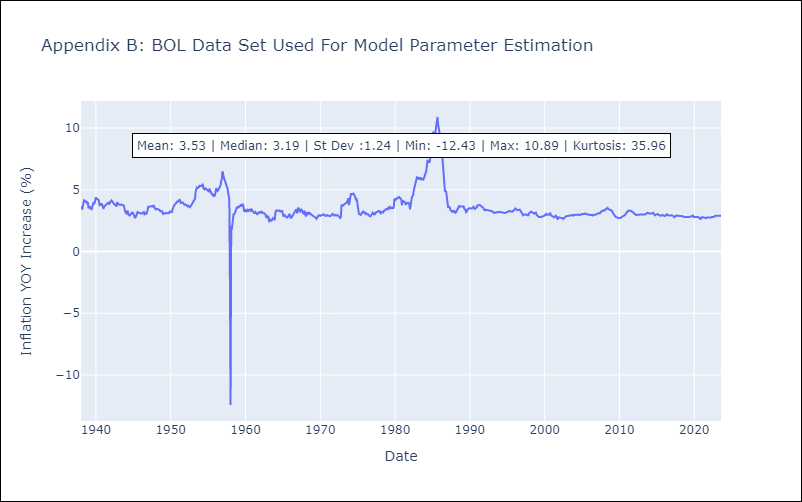 Appendix B: BOL Data Set Used For Model Parameter Estimation
Mean: 3.53 | Median: 3.19 | St Dev :1.24 | Min: -12.43 | Max: 10.89 | Kurtosis: 35.96
Inflation YOY Increase (%)
10
5
0
−5
−10
1940 1950 1960 1970 1980 1990 2000 2010 2020
Date